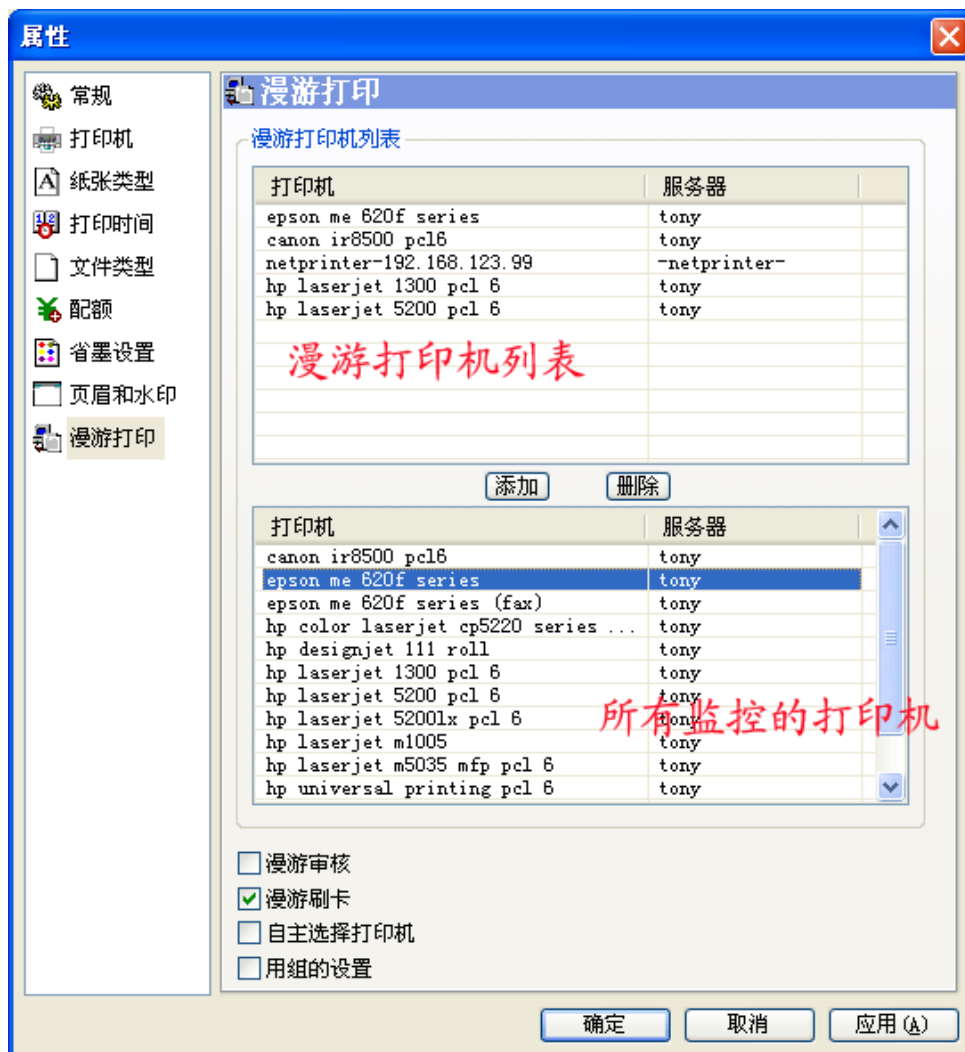 属性
常规
打印机
纸张类型
打印时间
文件类型
配额
省墨设置
页眉和水印
漫游打印
漫游打印
漫游打印机列表
打印机 服务器
epson me 620f series tony
canon ir8500 pcl6 tony
netprinter-192.168.123.99 -netprinter-
hp laserjet 1300 pcl 6 tony
hp laserjet 5200 pcl 6 tony
漫游打印机列表
添加 删除
打印机 服务器
canon ir8500 pcl6 tony
epson me 620f series tony
epson me 620f series (fax) tony
hp color laserjet cp5220 series ... tony
hp designjet 111 roll tony
hp laserjet 1300 pcl 6 tony
hp laserjet 5200 pcl 6 tony
hp laserjet 5200lx pcl 6 tony
所有监控的打印机
hp laserjet m1005 tony
hp laserjet m5035 mfp pcl 6 tony
hp universal printing pcl 6 tony
漫游审核
漫游刷卡
自主选择打印机
用组的设置
确定 取消 应用(A)